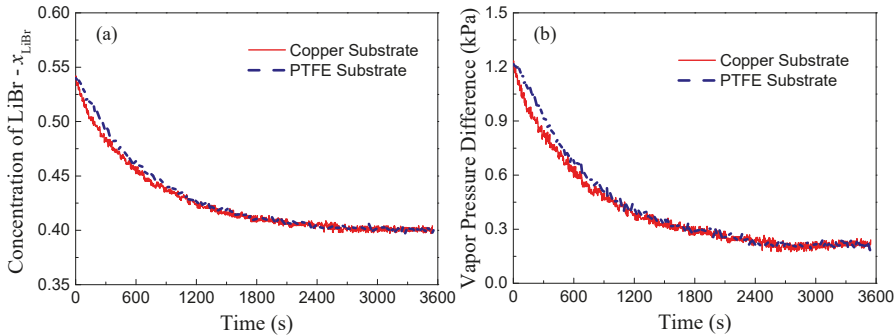 (a)
Copper Substrate
PTFE Substrate
Concentration of LiBr - xLiBr
0.60
0.55
0.50
0.45
0.40
0.35
0 600 1200 1800 2400 3000 3600
Time (s)
(b)
Copper Substrate
PTFE Substrate
Vapor Pressure Difference (kPa)
1.5
1.2
0.9
0.6
0.3
0.0
0 600 1200 1800 2400 3000 3600
Time (s)